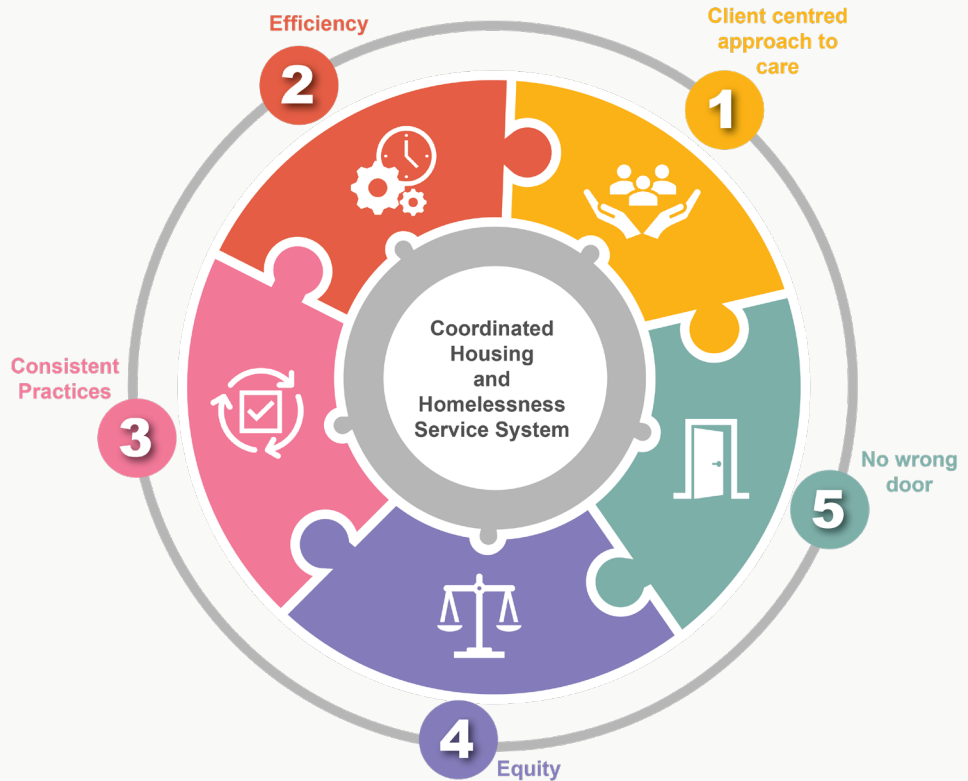 Client centred
approach to
care
1
Efficiency
2
Consistent
Practices
3
4
Equity
No wrong
door
5
Coordinated
Housing
and
Homelessness
Service System